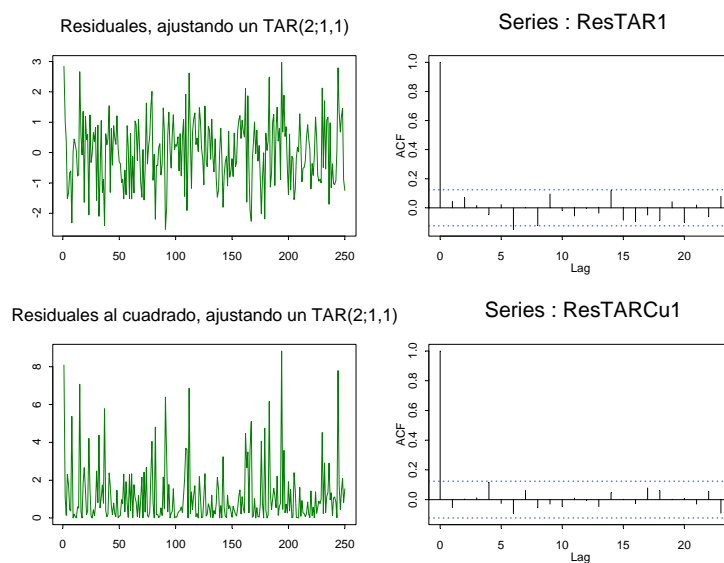 Residuales, ajustando un TAR(2;1,1)
3
2
1
0
-1
-2
0 50 100 150 200 250
Series : ResTAR1
ACF
1.0
0.8
0.6
0.4
0.2
0.0
0 5 10 15 20
Lag
Residuales al cuadrado, ajustando un TAR(2;1,1)
8
6
4
2
0
0 50 100 150 200 250
Series : ResTARCu1
ACF
1.0
0.8
0.6
0.4
0.2
0.0
0 5 10 15 20
Lag